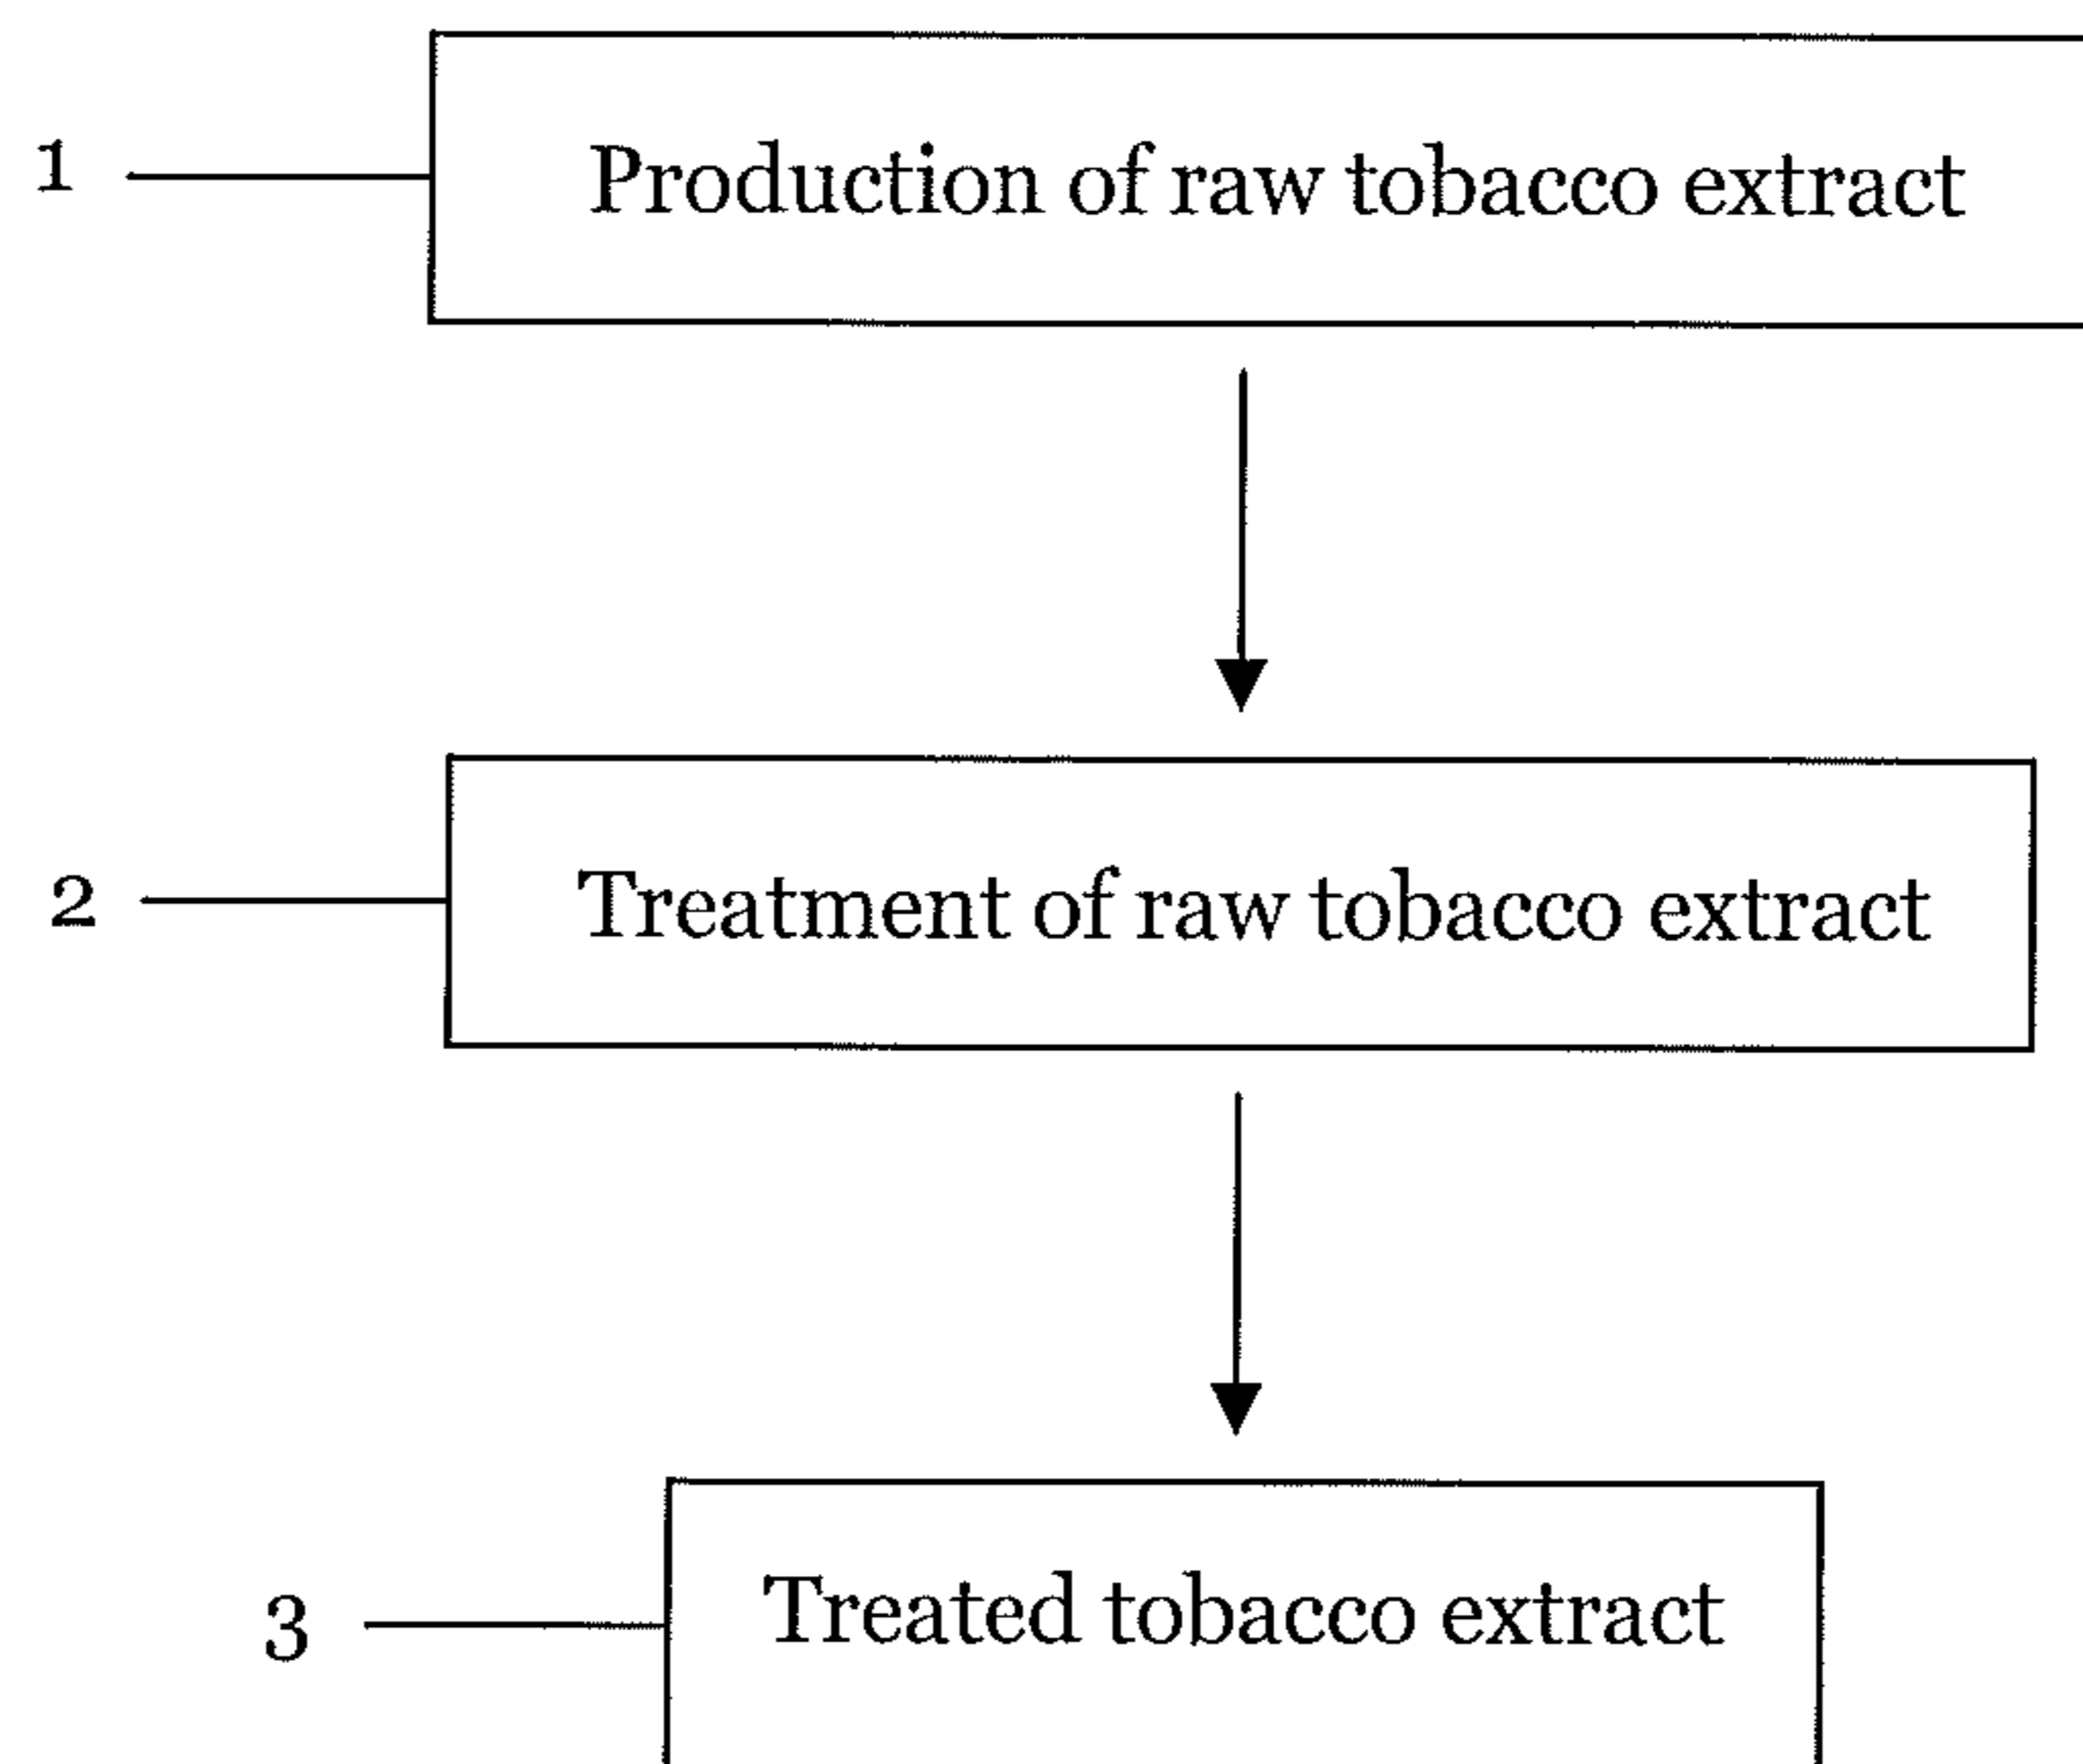 1 Production of raw tobacco extract
2 Treatment of raw tobacco extract
3 Treated tobacco extract